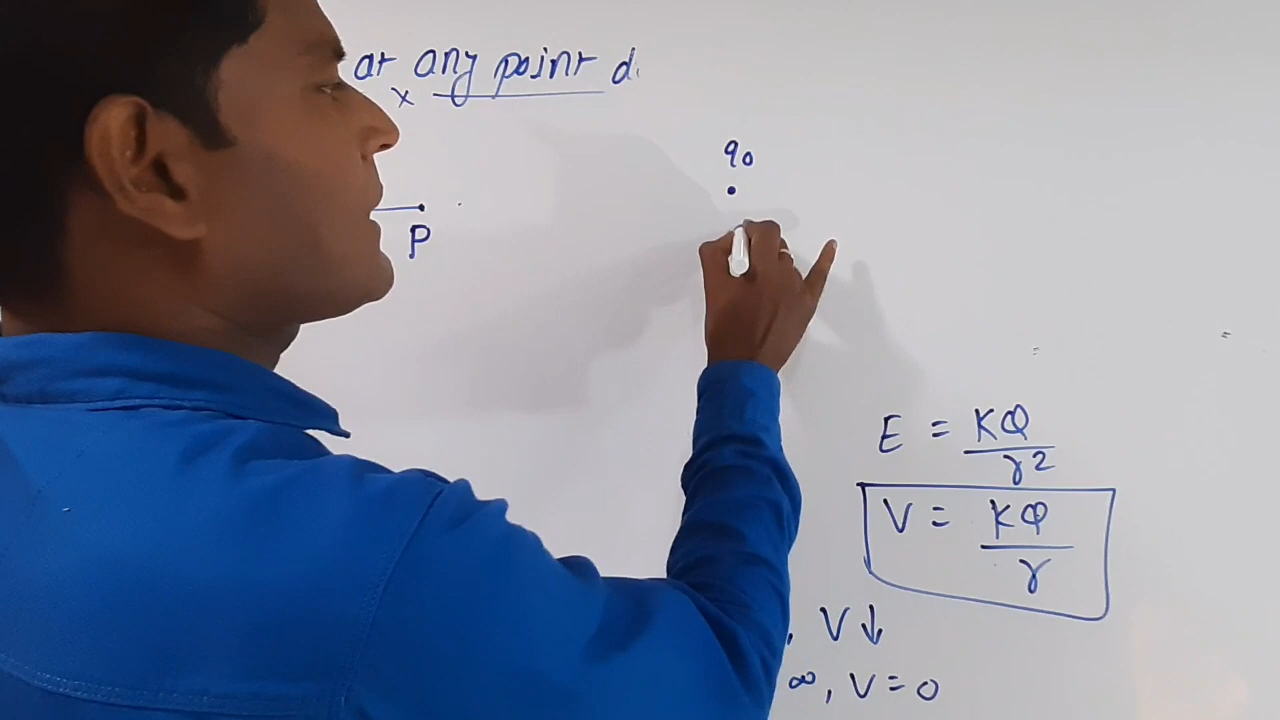 at any point d.
x
q₀
P
E = KQ/r²
V = KQ/r
, V↓
∞, V = 0